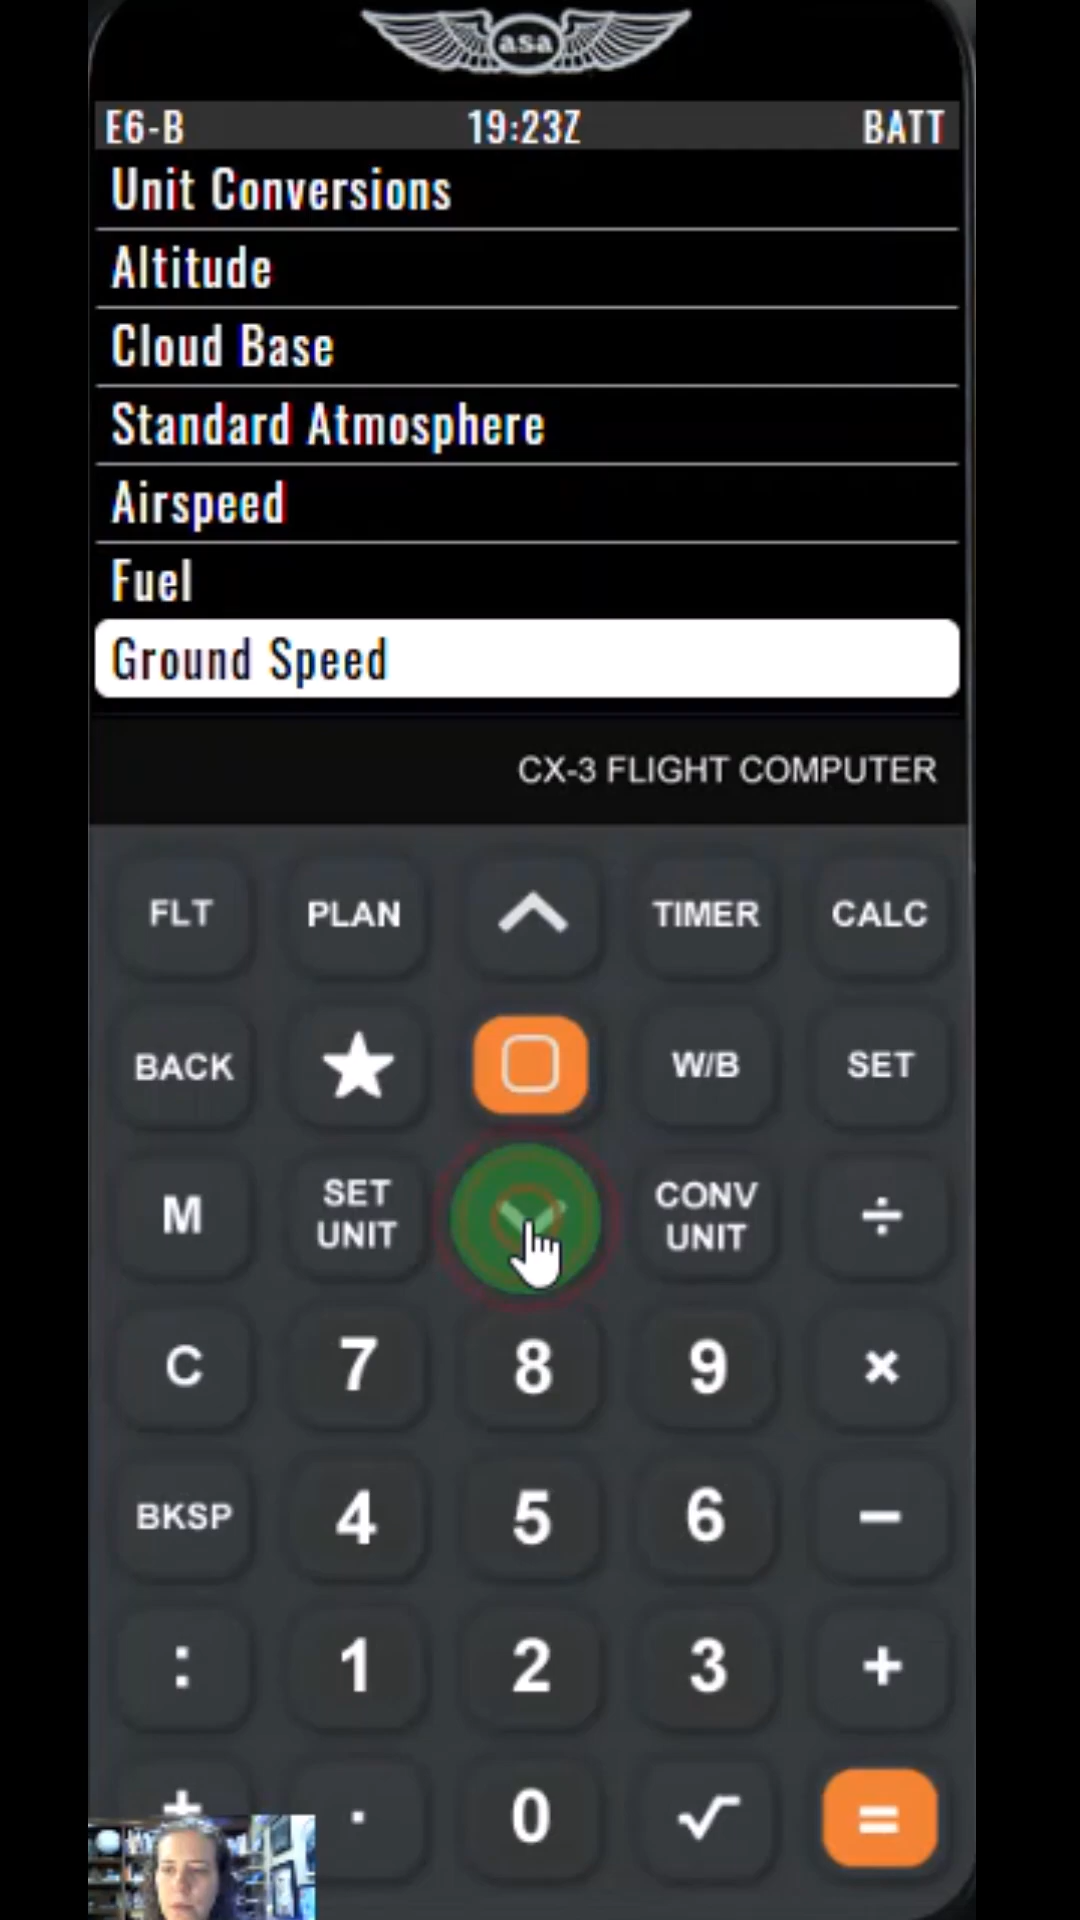 asa
E6-B 19:23Z BATT
Unit Conversions
Altitude
Cloud Base
Standard Atmosphere
Airspeed
Fuel
Ground Speed
CX-3 FLIGHT COMPUTER
FLT PLAN TIMER CALC
BACK W/B SET
M SET UNIT CONV UNIT ÷
C 7 8 9 ×
BKSP 4 5 6 −
: 1 2 3 +
. 0 √ =